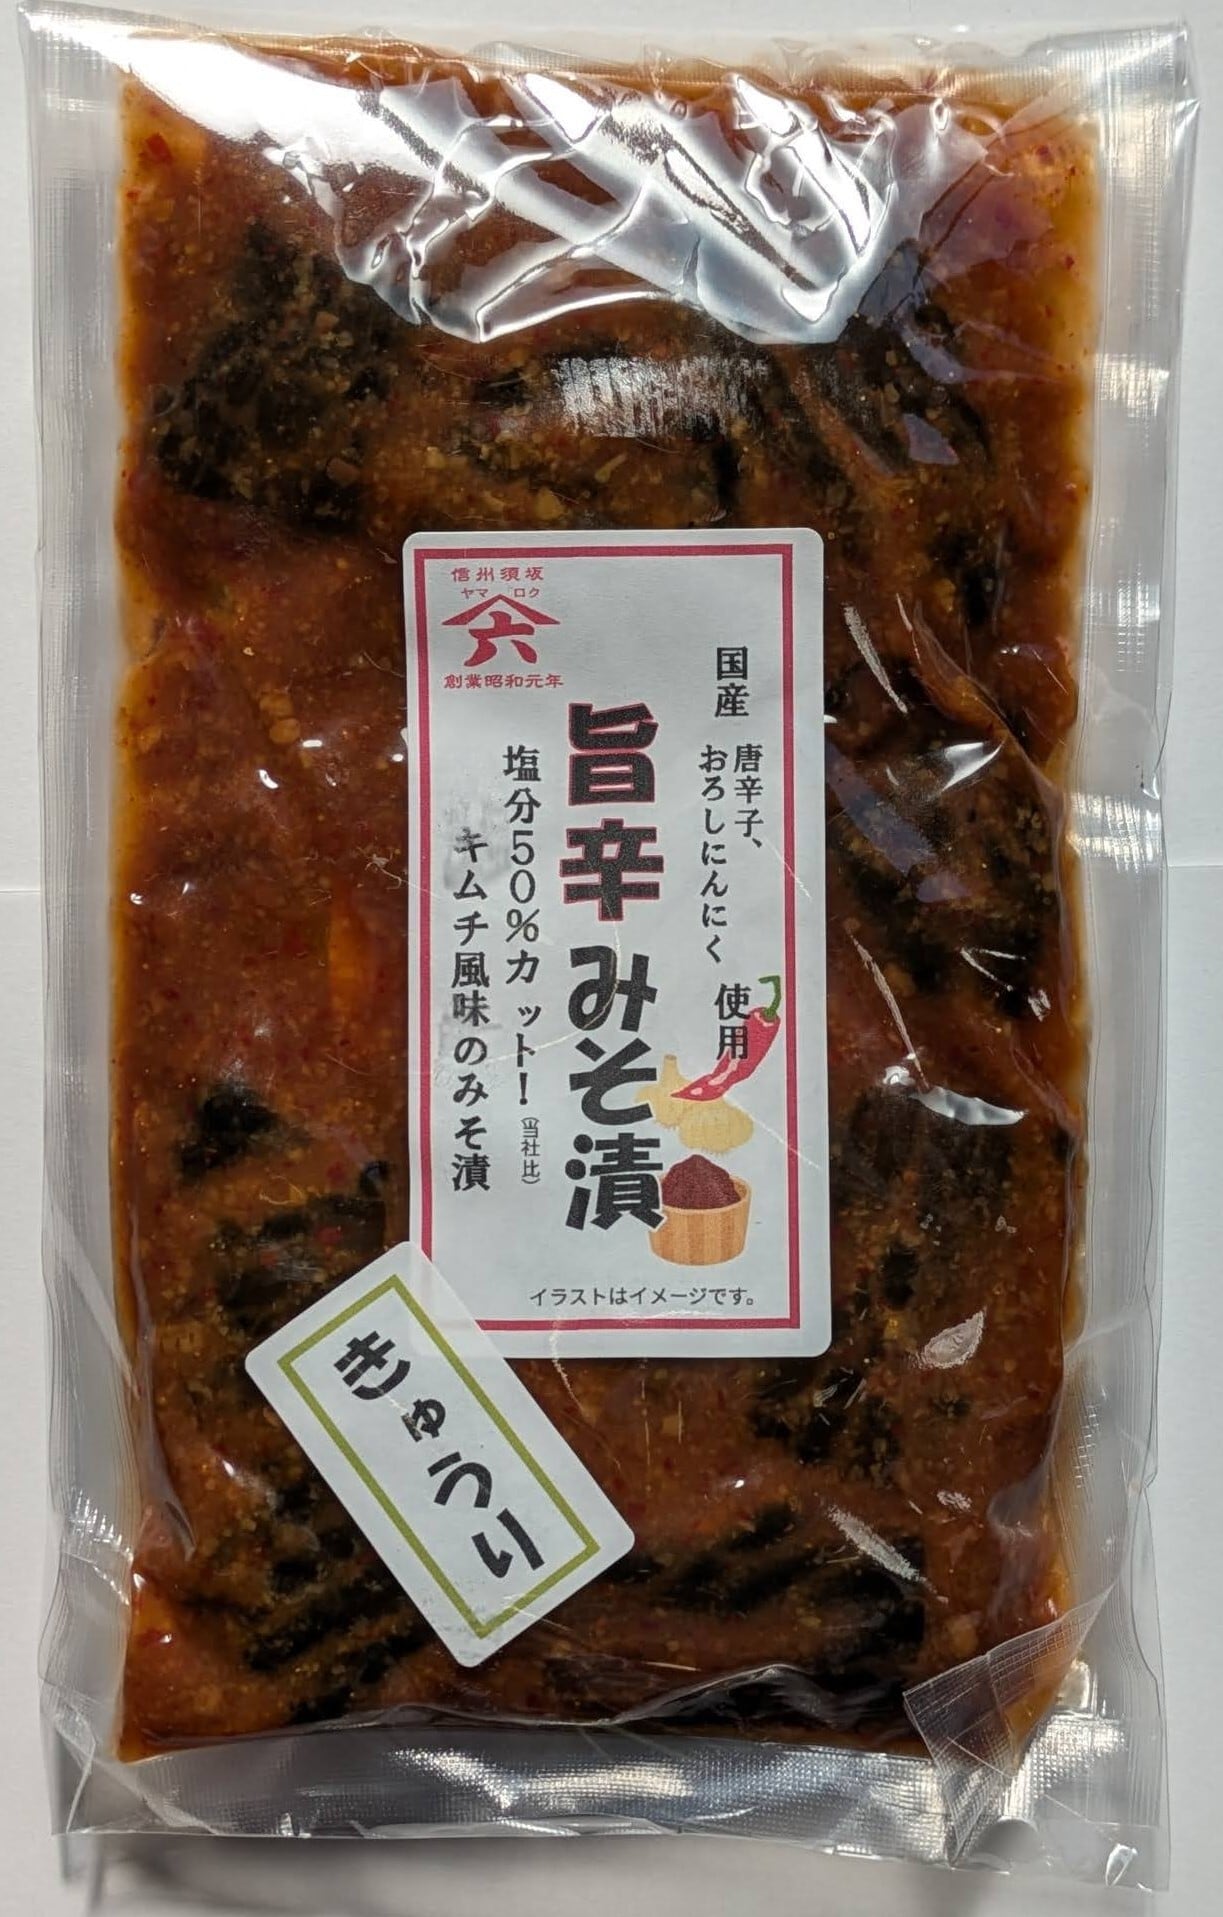 信州須坂
ヤマ ロク
六
創業昭和元年
国産
唐辛子、
おろしにんにく
使用
旨辛みそ漬
塩分50%カット!(当社比)
キムチ風味のみそ漬
イラストはイメージです。
きゅうり